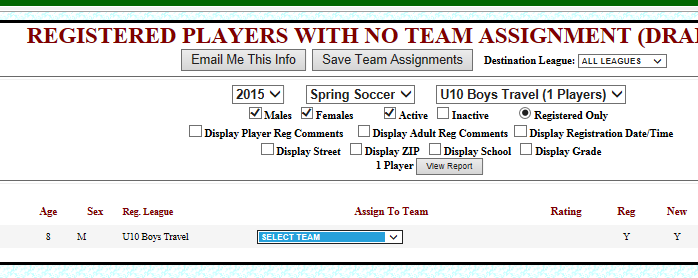 REGISTERED PLAYERS WITH NO TEAM ASSIGNMENT (DRA
Email Me This Info Save Team Assignments Destination League: ALL LEAGUES
2015 Spring Soccer U10 Boys Travel (1 Players)
Males Females Active Inactive Registered Only
Display Player Reg Comments Display Adult Reg Comments Display Registration Date/Time
Display Street Display ZIP Display School Display Grade
1 Player View Report
Age Sex Reg. League Assign To Team Rating Reg New
8 M U10 Boys Travel SELECT TEAM Y Y